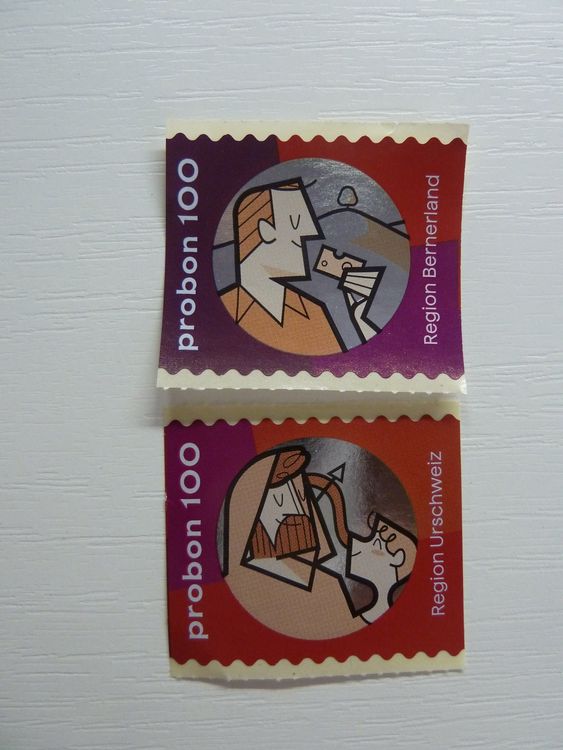 probon 100
Region Bernerland
probon 100
Region Urschweiz